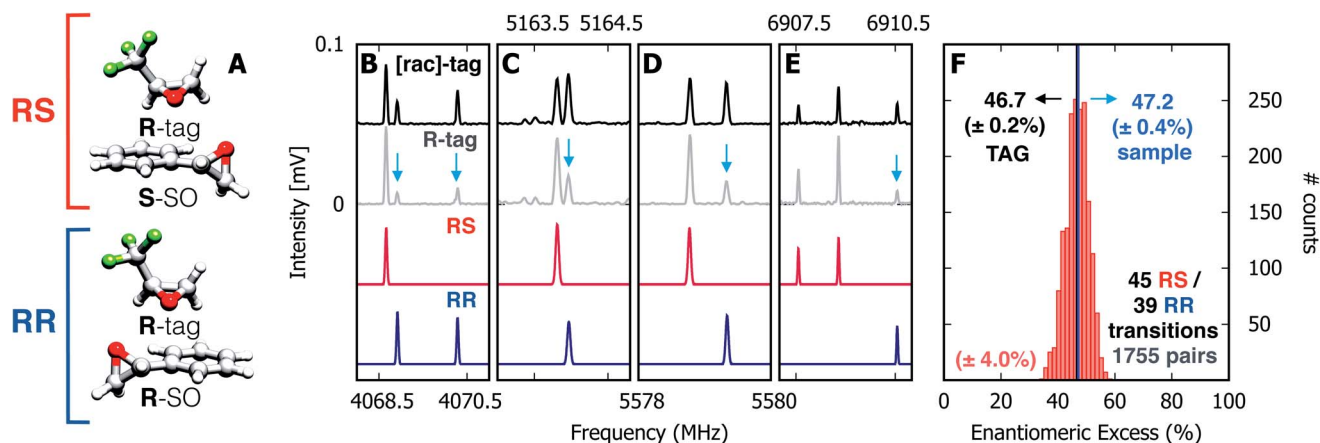 RS
A
R-tag
S-SO
RR
R-tag
R-SO
5163.5 5164.5 6907.5 6910.5
0.1
B [rac]-tag C D E F
R-tag
0
RS
RR
Intensity [mV]
4068.5 4070.5 5578 5580
Frequency (MHz)
46.7
(± 0.2%)
TAG
47.2
(± 0.4%)
sample
(± 4.0%)
45 RS /
39 RR
transitions
1755 pairs
250
200
150
100
50
# counts
0 20 40 60 80 100
Enantiomeric Excess (%)